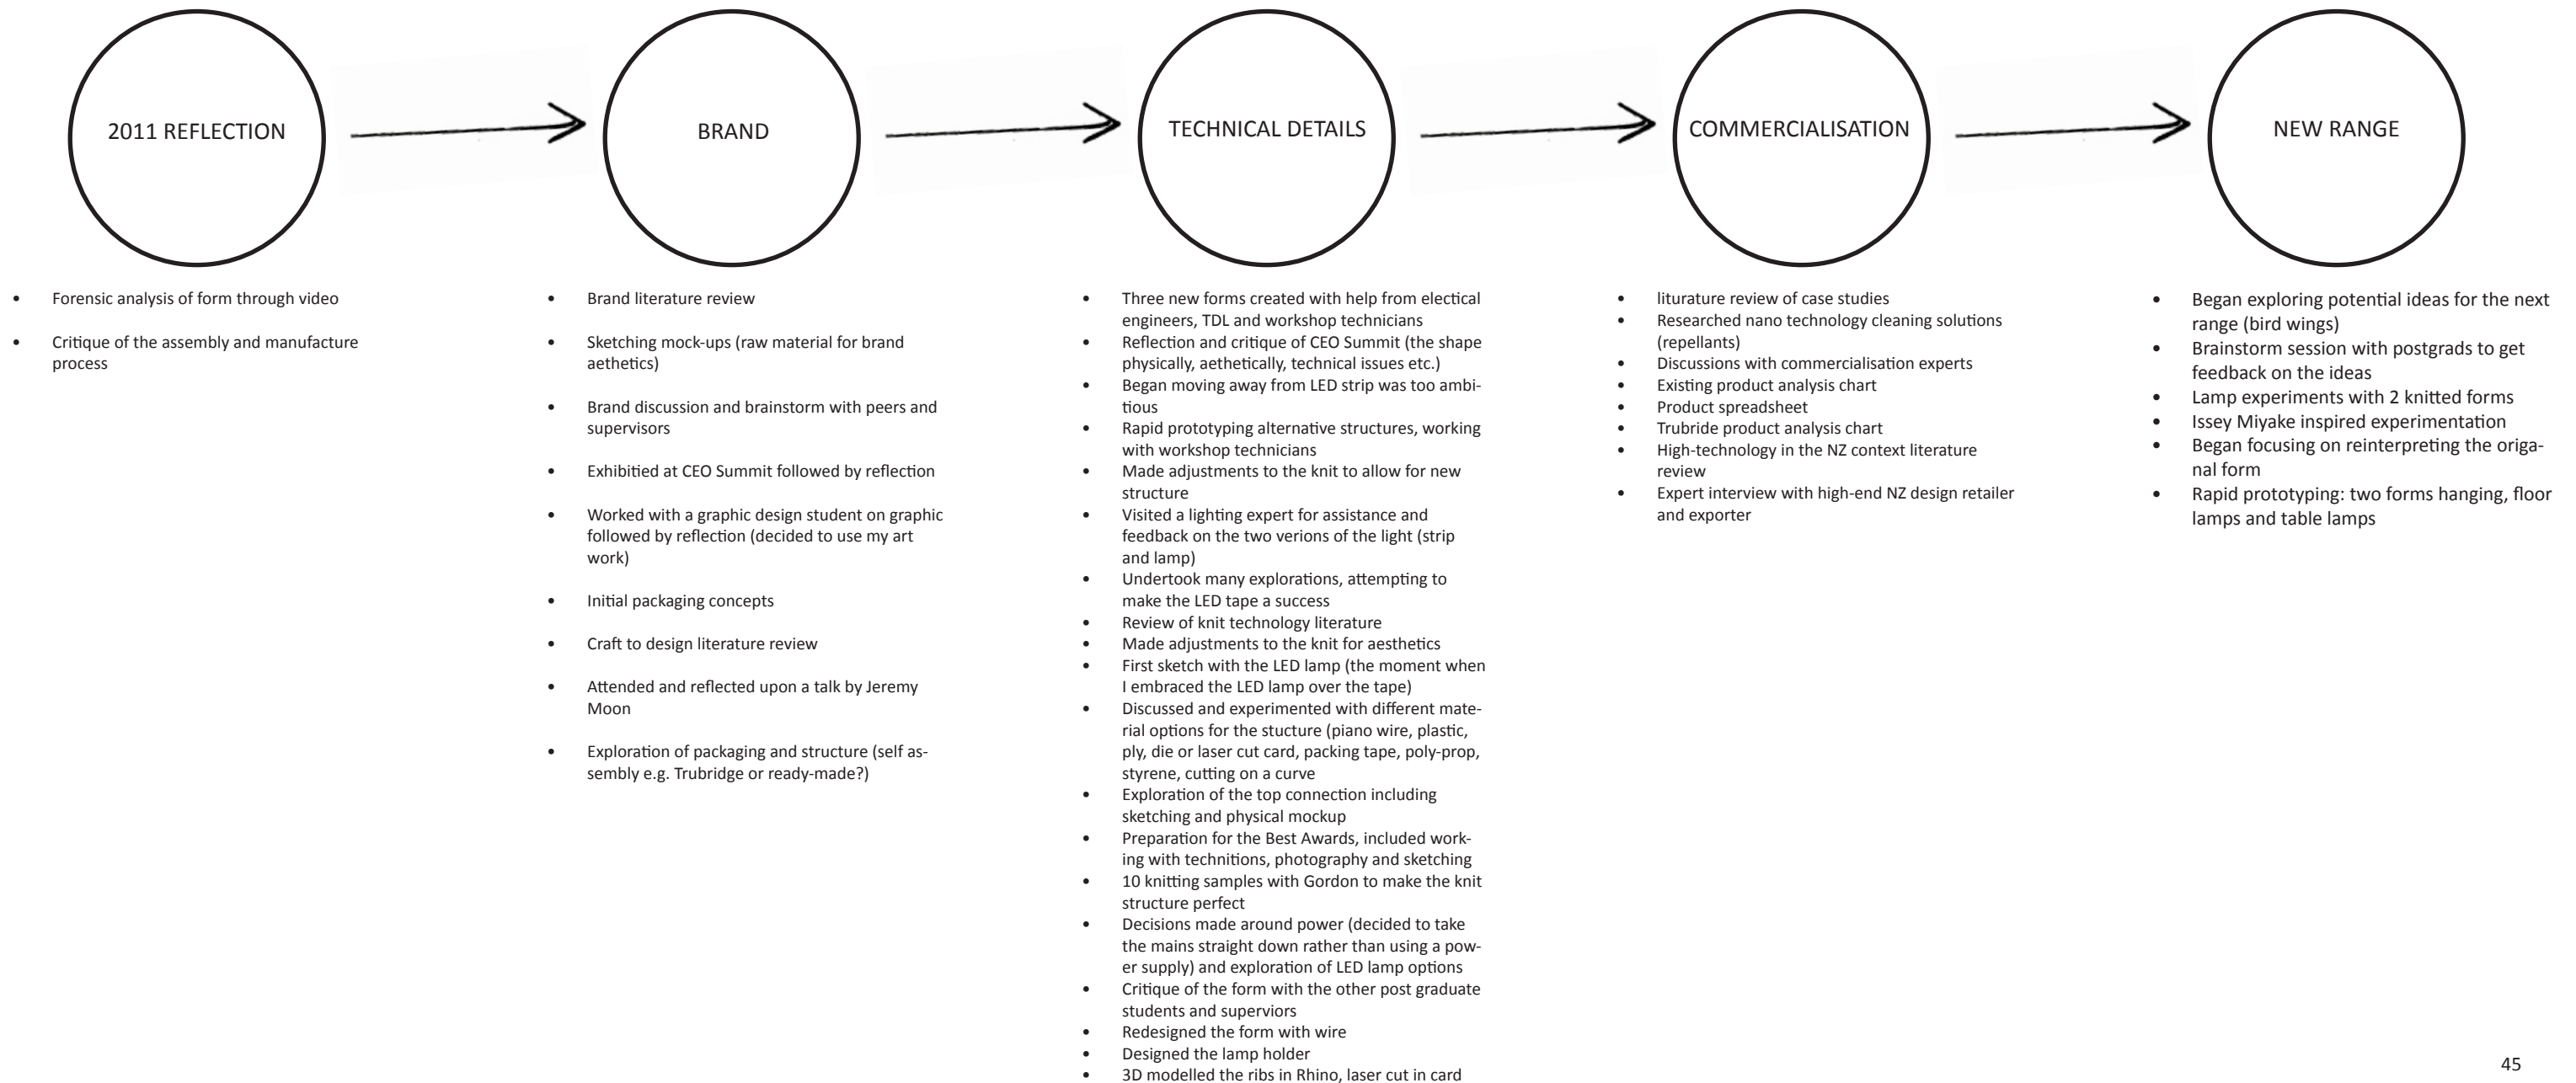 2011 REFLECTION
BRAND
TECHNICAL DETAILS
COMMERCIALISATION
NEW RANGE
• Forensic analysis of form through video
• Critique of the assembly and manufacture
process
• Brand literature review
• Sketching mock-ups (raw material for brand
aethetics)
• Brand discussion and brainstorm with peers and
supervisors
• Exhibitied at CEO Summit followed by reflection
• Worked with a graphic design student on graphic
followed by reflection (decided to use my art
work)
• Initial packaging concepts
• Craft to design literature review
• Attended and reflected upon a talk by Jeremy
Moon
• Exploration of packaging and structure (self as-
sembly e.g. Trubridge or ready-made?)
• Three new forms created with help from electical
engineers, TDL and workshop technicians
• Reflection and critique of CEO Summit (the shape
physically, aethetically, technical issues etc.)
• Began moving away from LED strip was too ambi-
tious
• Rapid prototyping alternative structures, working
with workshop technicians
• Made adjustments to the knit to allow for new
structure
• Visited a lighting expert for assistance and
feedback on the two verions of the light (strip
and lamp)
• Undertook many explorations, attempting to
make the LED tape a success
• Review of knit technology literature
• Made adjustments to the knit for aesthetics
• First sketch with the LED lamp (the moment when
I embraced the LED lamp over the tape)
• Discussed and experimented with different mate-
rial options for the stucture (piano wire, plastic,
ply, die or laser cut card, packing tape, poly-prop,
styrene, cutting on a curve
• Exploration of the top connection including
sketching and physical mockup
• Preparation for the Best Awards, included work-
ing with technitions, photography and sketching
• 10 knitting samples with Gordon to make the knit
structure perfect
• Decisions made around power (decided to take
the mains straight down rather than using a pow-
er supply) and exploration of LED lamp options
• Critique of the form with the other post graduate
students and superviors
• Redesigned the form with wire
• Designed the lamp holder
• 3D modelled the ribs in Rhino, laser cut in card
• liturature review of case studies
• Researched nano technology cleaning solutions
(repellants)
• Discussions with commercialisation experts
• Existing product analysis chart
• Product spreadsheet
• Trubride product analysis chart
• High-technology in the NZ context literature
review
• Expert interview with high-end NZ design retailer
and exporter
• Began exploring potential ideas for the next
range (bird wings)
• Brainstorm session with postgrads to get
feedback on the ideas
• Lamp experiments with 2 knitted forms
• Issey Miyake inspired experimentation
• Began focusing on reinterpreting the origa-
nal form
• Rapid prototyping: two forms hanging, floor
lamps and table lamps
45